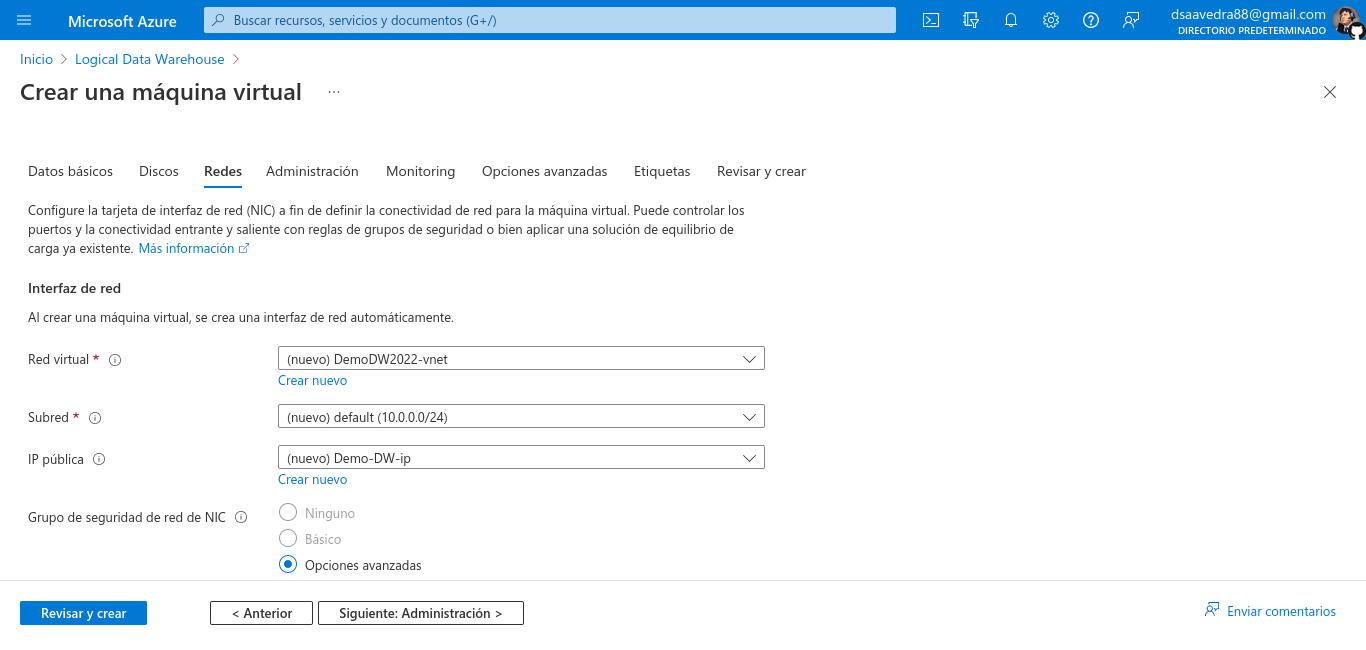 Microsoft Azure
Buscar recursos, servicios y documentos (G+/)
dsaavedra88@gmail.com
DIRECTORIO PREDETERMINADO
Inicio > Logical Data Warehouse >
Crear una máquina virtual ...
Datos básicos Discos Redes Administración Monitoring Opciones avanzadas Etiquetas Revisar y crear
Configure la tarjeta de interfaz de red (NIC) a fin de definir la conectividad de red para la máquina virtual. Puede controlar los
puertos y la conectividad entrante y saliente con reglas de grupos de seguridad o bien aplicar una solución de equilibrio de
carga ya existente. Más información
Interfaz de red
Al crear una máquina virtual, se crea una interfaz de red automáticamente.
Red virtual * (nuevo) DemoDW2022-vnet
Crear nuevo
Subred * (nuevo) default (10.0.0.0/24)
IP pública (nuevo) Demo-DW-ip
Crear nuevo
Grupo de seguridad de red de NIC Ninguno
Básico
Opciones avanzadas
Revisar y crear < Anterior Siguiente: Administración > Enviar comentarios